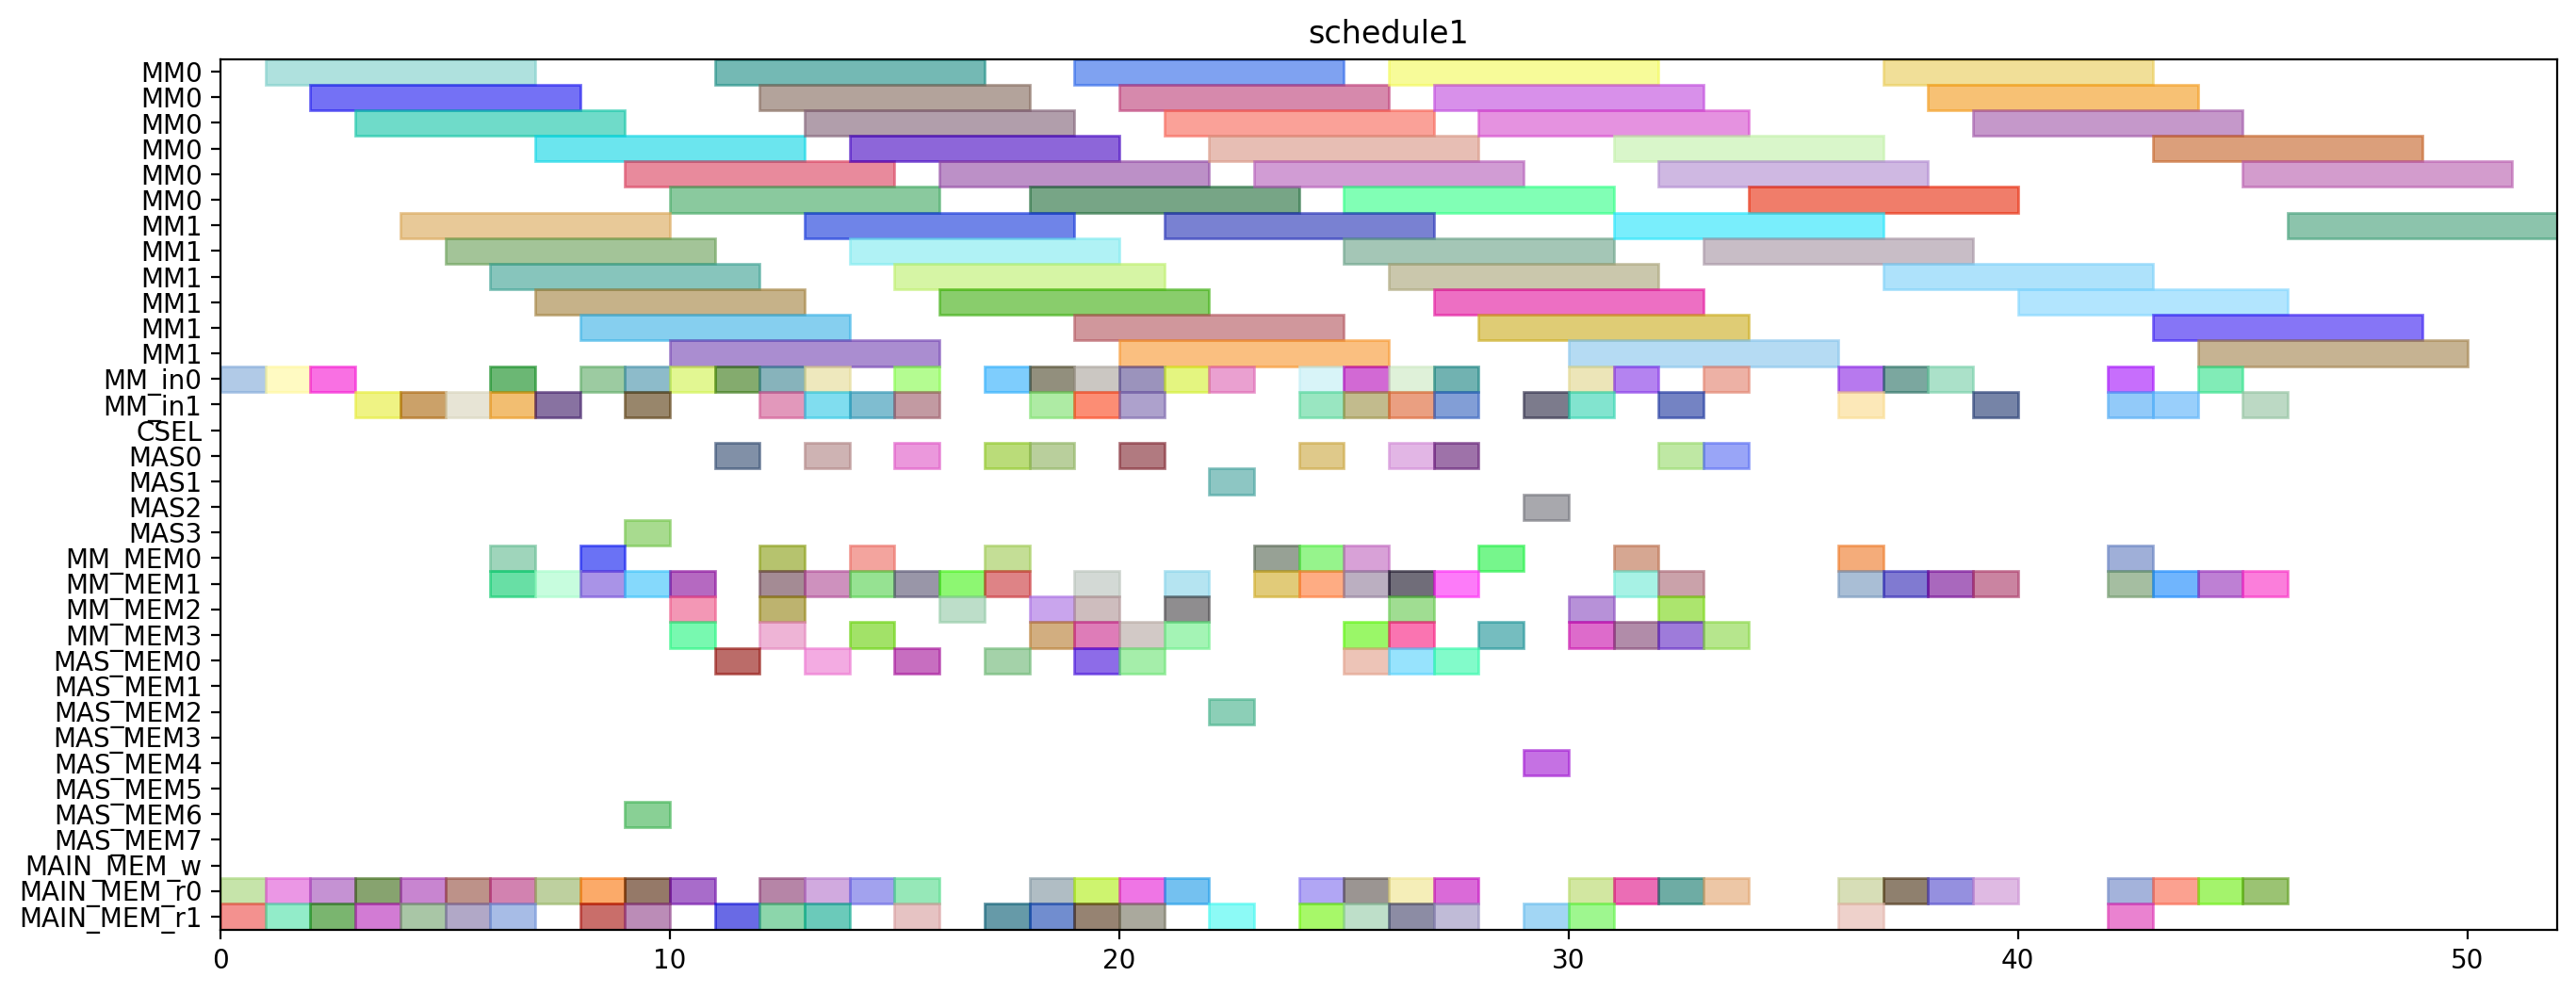 schedule1
MM0
MM0
MM0
MM0
MM0
MM0
MM1
MM1
MM1
MM1
MM1
MM1
MM_in0
MM_in1
CSEL
MAS0
MAS1
MAS2
MAS3
MM_MEM0
MM_MEM1
MM_MEM2
MM_MEM3
MAS_MEM0
MAS_MEM1
MAS_MEM2
MAS_MEM3
MAS_MEM4
MAS_MEM5
MAS_MEM6
MAS_MEM7
MAIN_MEM_w
MAIN_MEM_r0
MAIN_MEM_r1
0 10 20 30 40 50